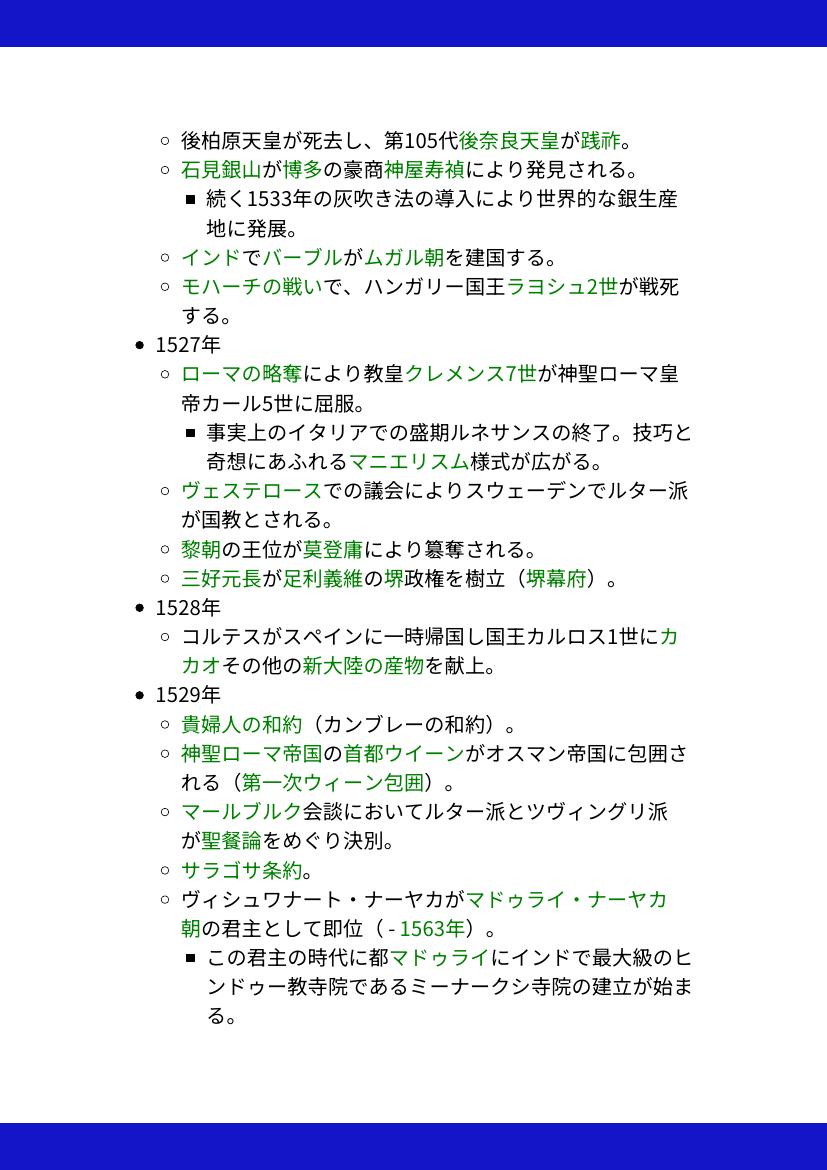 後柏原天皇が死去し、第105代後奈良天皇が践祚。
石見銀山が博多の豪商神屋寿禎により発見される。
続く1533年の灰吹き法の導入により世界的な銀生産
地に発展。
インドでバーブルがムガル朝を建国する。
モハーチの戦いで、ハンガリー国王ラヨシュ2世が戦死
する。
1527年
ローマの略奪により教皇クレメンス7世が神聖ローマ皇
帝カール5世に屈服。
事実上のイタリアでの盛期ルネサンスの終了。技巧と
奇想にあふれるマニエリスム様式が広がる。
ヴェステロースでの議会によりスウェーデンでルター派
が国教とされる。
黎朝の王位が莫登庸により簒奪される。
三好元長が足利義維の堺政権を樹立（堺幕府）。
1528年
コルテスがスペインに一時帰国し国王カルロス1世にカ
カオその他の新大陸の産物を献上。
1529年
貴婦人の和約（カンブレーの和約）。
神聖ローマ帝国の首都ウイーンがオスマン帝国に包囲さ
れる（第一次ウィーン包囲）。
マールブルク会談においてルター派とツヴィングリ派
が聖餐論をめぐり決別。
サラゴサ条約。
ヴィシュワナート・ナーヤカがマドゥライ・ナーヤカ
朝の君主として即位（ - 1563年）。
この君主の時代に都マドゥライにインドで最大級のヒ
ンドゥー教寺院であるミーナークシ寺院の建立が始ま
る。